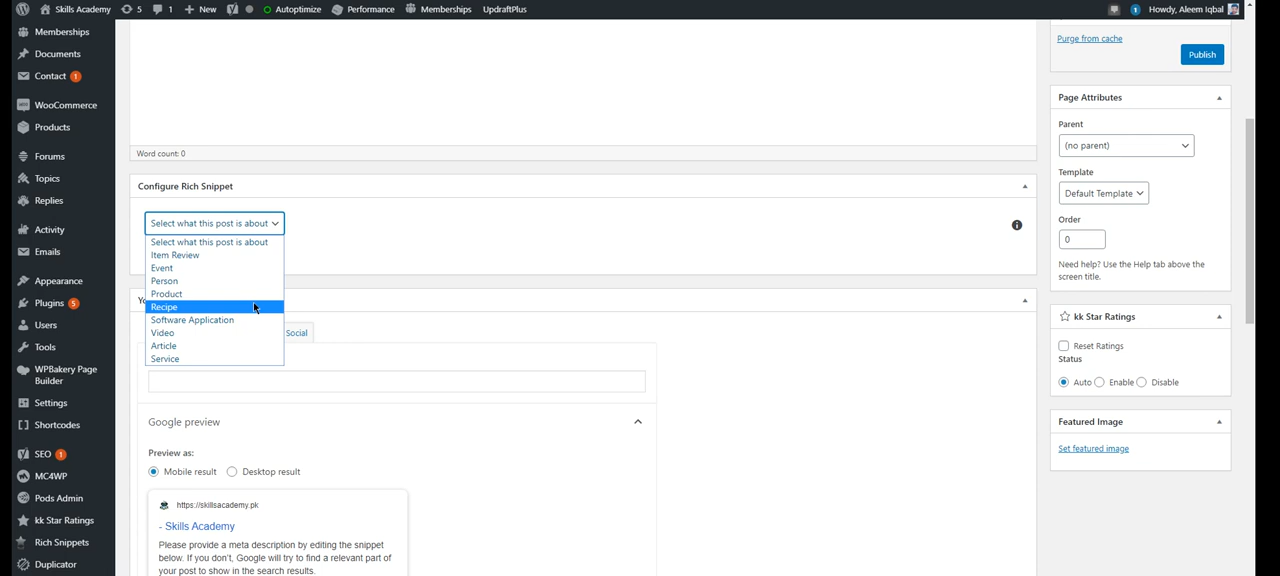 Skills Academy 5 1 + New Autoptimize Performance Memberships UpdraftPlus 1 Howdy, Aleem Iqbal
Memberships
Documents
Contact 1
WooCommerce
Products
Forums
Topics
Replies
Activity
Emails
Appearance
Plugins 5
Users
Tools
WPBakery Page
Builder
Settings
Shortcodes
SEO 1
MC4WP
Pods Admin
kk Star Ratings
Rich Snippets
Duplicator
Word count: 0
Configure Rich Snippet
Select what this post is about
Select what this post is about
Item Review
Event
Person
Product
Recipe
Software Application
Video
Article
Service
Social
Google preview
Preview as:
Mobile result Desktop result
https://skillsacademy.pk
- Skills Academy
Please provide a meta description by editing the snippet
below. If you don't, Google will try to find a relevant part of
your post to show in the search results.
Purge from cache
Publish
Page Attributes
Parent
(no parent)
Template
Default Template
Order
0
Need help? Use the Help tab above the
screen title.
kk Star Ratings
Reset Ratings
Status
Auto Enable Disable
Featured Image
Set featured image